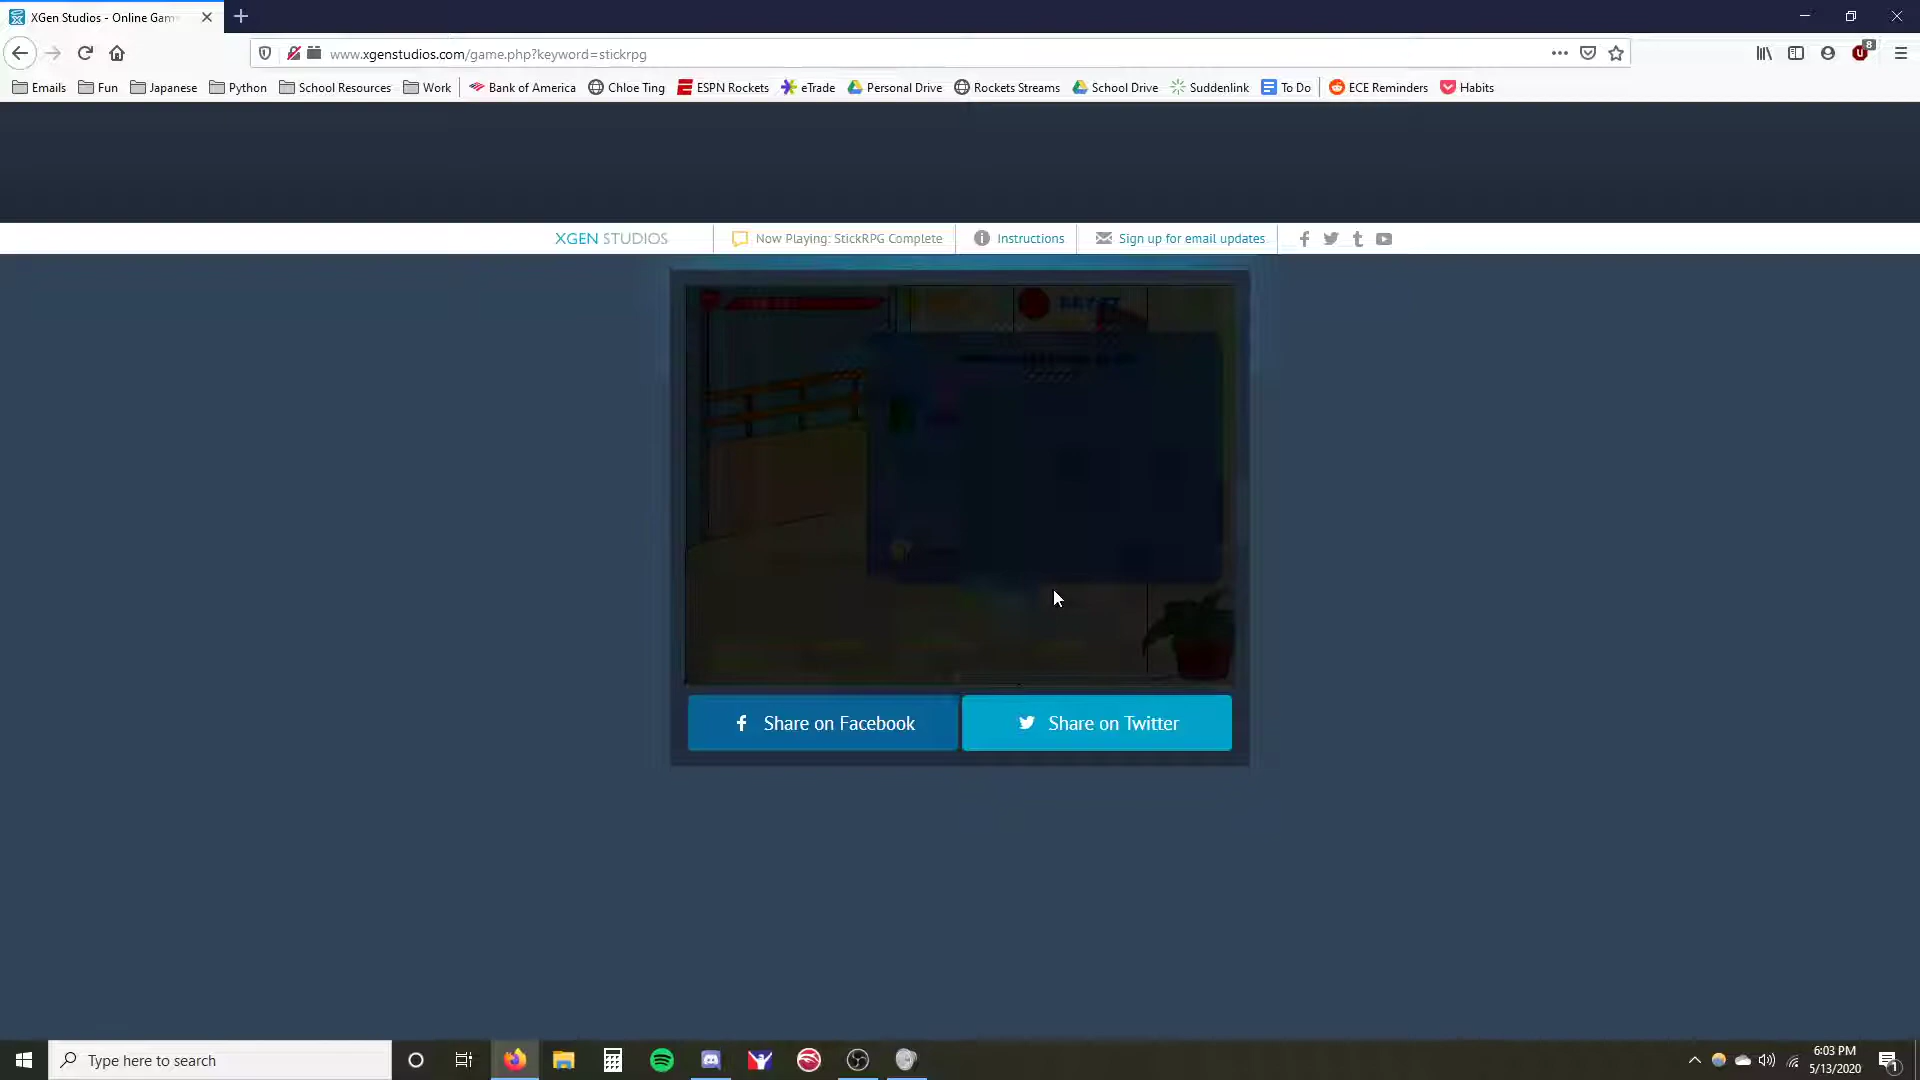 XGen Studios - Online Gam
www.xgenstudios.com/game.php?keyword=stickrpg
8
Emails
Fun
Japanese
Python
School Resources
Work
Bank of America
Chloe Ting
ESPN Rockets
eTrade
Personal Drive
Rockets Streams
School Drive
Suddenlink
To Do
ECE Reminders
Habits
XGEN STUDIOS
Now Playing: StickRPG Complete
Instructions
Sign up for email updates
Share on Facebook
Share on Twitter
Type here to search
6:03 PM
5/13/2020
1